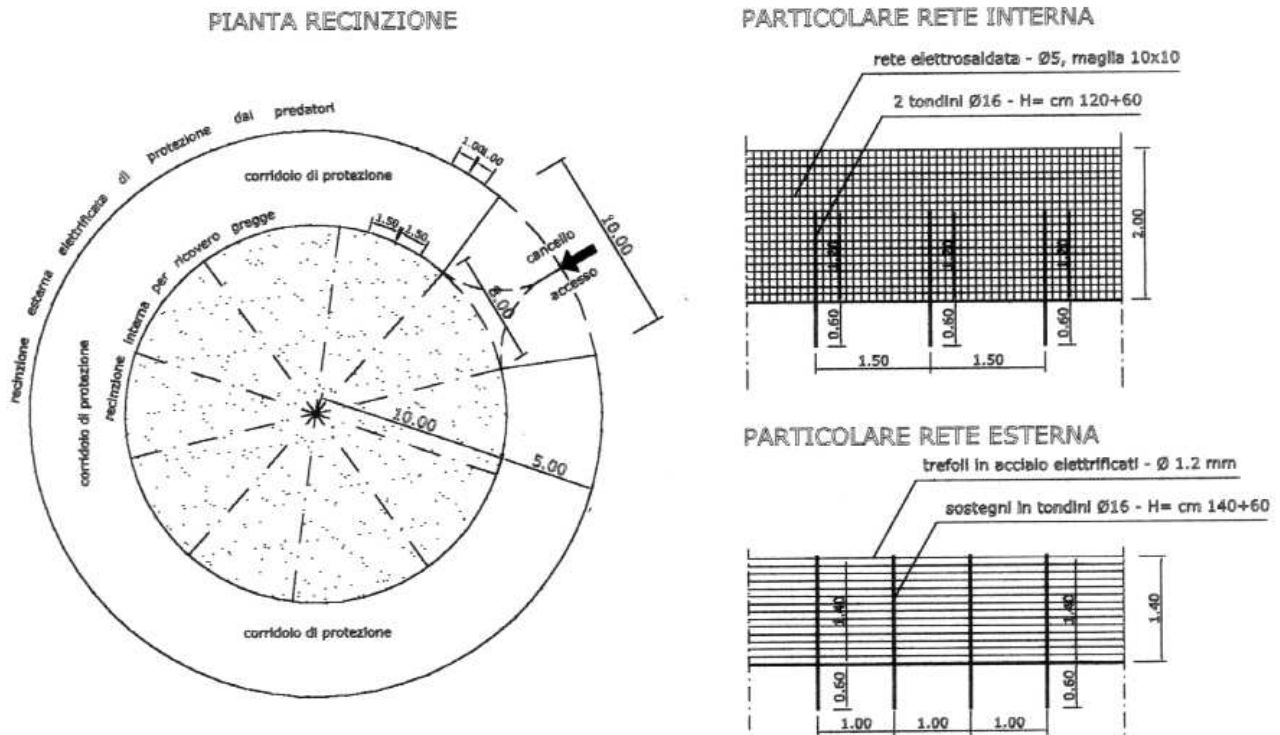 PIANTA RECINZIONE
recinzione esterna elettrificata di protezione dai predatori
corridoio di protezione
recinzione interna per ricovero gregge
corridoio di protezione
corridoio di protezione
1.00
1.00
1.50
1.50
10.00
cancello
accesso
8.00
10.00
5.00
PARTICOLARE RETE INTERNA
rete elettrosaldata - Ø5, maglia 10x10
2 tondini Ø16 - H= cm 120+60
1.20
1.20
1.20
2.00
0.60
0.60
0.60
1.50
1.50
PARTICOLARE RETE ESTERNA
trefoli in acciaio elettrificati - Ø 1.2 mm
sostegni in tondini Ø16 - H= cm 140+60
1.40
1.40
1.40
0.60
0.60
1.00
1.00
1.00